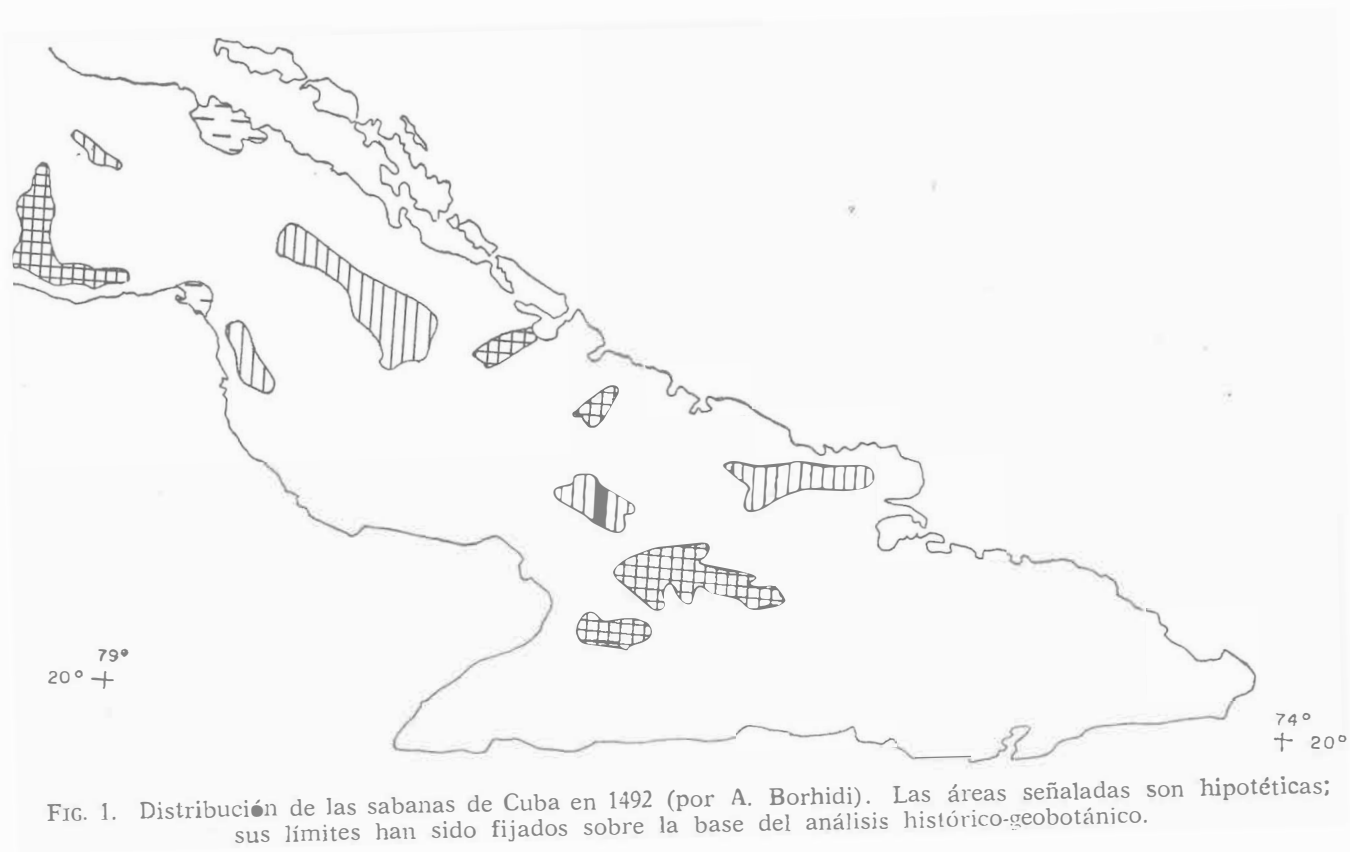 79°
20° +
74°
+ 20°
FIG. 1. Distribución de las sabanas de Cuba en 1492 (por A. Borhidi). Las áreas señaladas son hipotéticas;
sus límites han sido fijados sobre la base del análisis histórico-geobotánico.